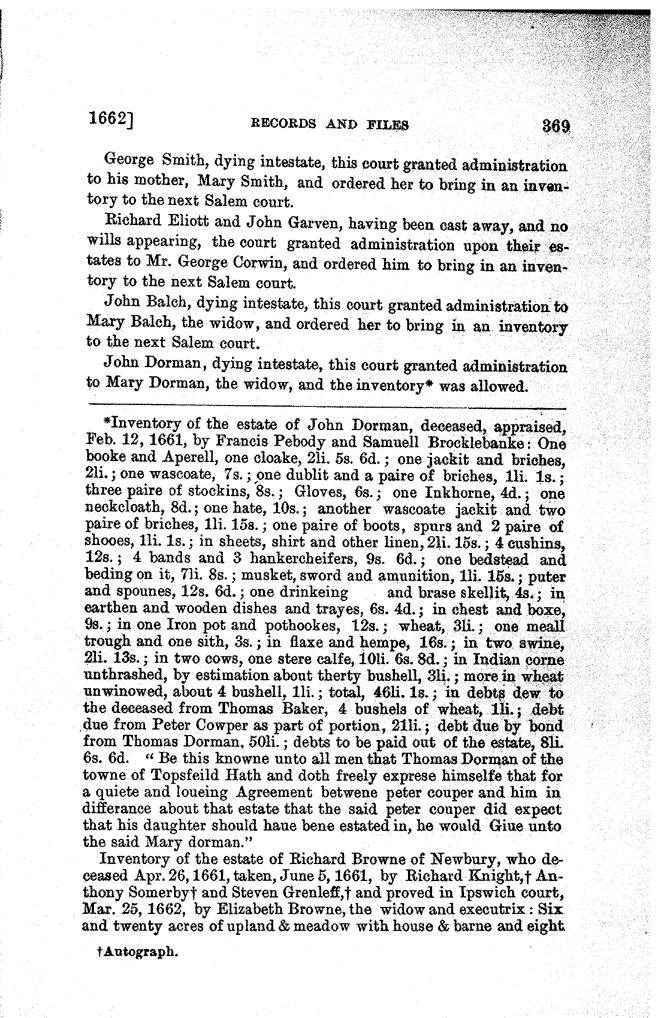 1662] RECORDS AND FILES 369
George Smith, dying intestate, this court granted administration
to his mother, Mary Smith, and ordered her to bring in an inven-
tory to the next Salem court.
Richard Eliott and John Garven, having been cast away, and no
wills appearing, the court granted administration upon their es-
tates to Mr. George Corwin, and ordered him to bring in an inven-
tory to the next Salem court.
John Balch, dying intestate, this court granted administration to
Mary Balch, the widow, and ordered her to bring in an inventory
to the next Salem court.
John Dorman, dying intestate, this court granted administration
to Mary Dorman, the widow, and the inventory* was allowed.
*Inventory of the estate of John Dorman, deceased, appraised,
Feb. 12, 1661, by Francis Pebody and Samuell Brocklebanke: One
booke and Aperell, one cloake, 2li. 5s. 6d.; one jackit and briches,
2li.; one wascoate, 7s.; one dublit and a paire of briches, 1li. 1s.;
three paire of stockins, 8s.; Gloves, 6s.; one Inkhorne, 4d.; one
neckcloath, 8d.; one hate, 10s.; another wascoate jackit and two
paire of briches, 1li. 15s.; one paire of boots, spurs and 2 paire of
shooes, 1li. 1s.; in sheets, shirt and other linen, 2li. 15s.; 4 cushins,
12s.; 4 bands and 3 hankercheifers, 9s. 6d.; one bedstead and
beding on it, 7li. 8s.; musket, sword and amunition, 1li. 15s.; puter
and spounes, 12s. 6d.; one drinkeing and brase skellit, 4s.; in
earthen and wooden dishes and trayes, 6s. 4d.; in chest and boxe,
9s.; in one Iron pot and pothookes, 12s.; wheat, 3li.; one meall
trough and one sith, 3s.; in flaxe and hempe, 16s.; in two swine,
2li. 13s.; in two cows, one stere calfe, 10li. 6s. 8d.; in Indian corne
unthrashed, by estimation about therty bushell, 3li.; more in wheat
unwinowed, about 4 bushell, 1li.; total, 46li. 1s.; in debts dew to
the deceased from Thomas Baker, 4 bushels of wheat, 1li.; debt
due from Peter Cowper as part of portion, 21li.; debt due by bond
from Thomas Dorman, 50li.; debts to be paid out of the estate, 8li.
6s. 6d. "Be this knowne unto all men that Thomas Dorman of the
towne of Topsfeild Hath and doth freely exprese himselfe that for
a quiete and loueing Agreement betwene peter couper and him in
differance about that estate that the said peter couper did expect
that his daughter should haue bene estated in, he would Giue unto
the said Mary dorman."
Inventory of the estate of Richard Browne of Newbury, who de-
ceased Apr. 26, 1661, taken, June 5, 1661, by Richard Knight,† An-
thony Somerby† and Steven Grenleff,† and proved in Ipswich court,
Mar. 25, 1662, by Elizabeth Browne, the widow and executrix: Six
and twenty acres of upland & meadow with house & barne and eight
†Autograph.